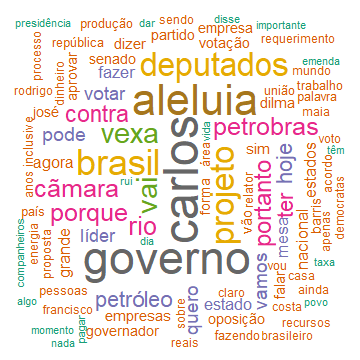 presidência dar sendo disse importante
produção empresa requerimento
processo república dizer partido votação emenda
senado união mundo
rodrigo dinheiro aprovar fazer deputados dilma trabalho
palavra
josé contra aleluia maia
votar
anos inclusive agora pode vexa petrobras voto
brasil carlos área vida sim têm
câmara vai projeto forma relator vão portanto ter hoje mesa estados acordo
país porque rio barris apenas democratas
companheiros energia proposta grande líder dia rui governo vamos vou falar nacional casa taxa
pessoas petróleo quero sobre claro ainda
algo francisco empresas estado costa povo
pagar governador oposição recursos
momento reais fazendo brasileiro
nada